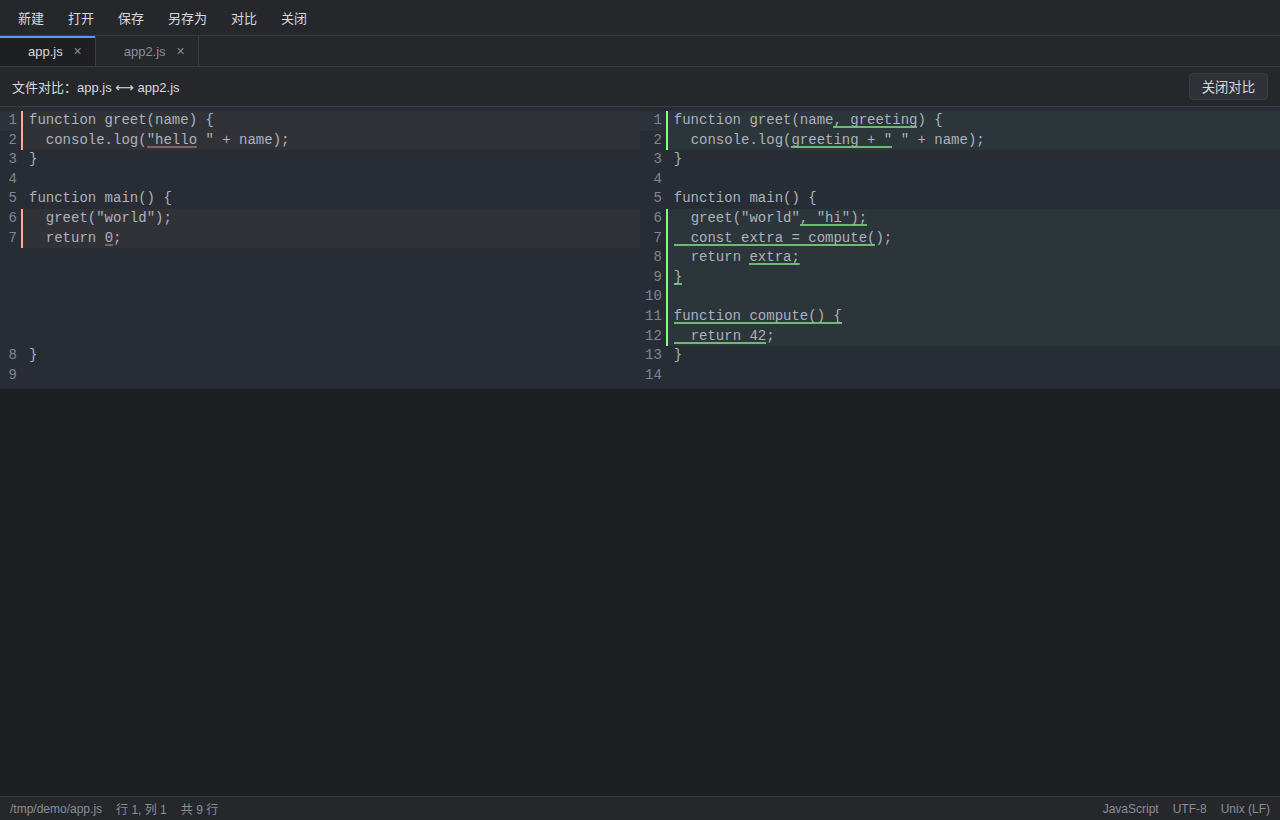 新建 打开 保存 另存为 对比 关闭
app.js × app2.js ×
文件对比：app.js ⟷ app2.js 关闭对比
1 function greet(name) {
2   console.log("hello " + name);
3 }
4
5 function main() {
6   greet("world");
7   return 0;
8 }
9
1 function greet(name, greeting) {
2   console.log(greeting + " " + name);
3 }
4
5 function main() {
6   greet("world", "hi");
7   const extra = compute();
8   return extra;
9 }
10
11 function compute() {
12   return 42;
13 }
14
/tmp/demo/app.js 行 1, 列 1 共 9 行 JavaScript UTF-8 Unix (LF)